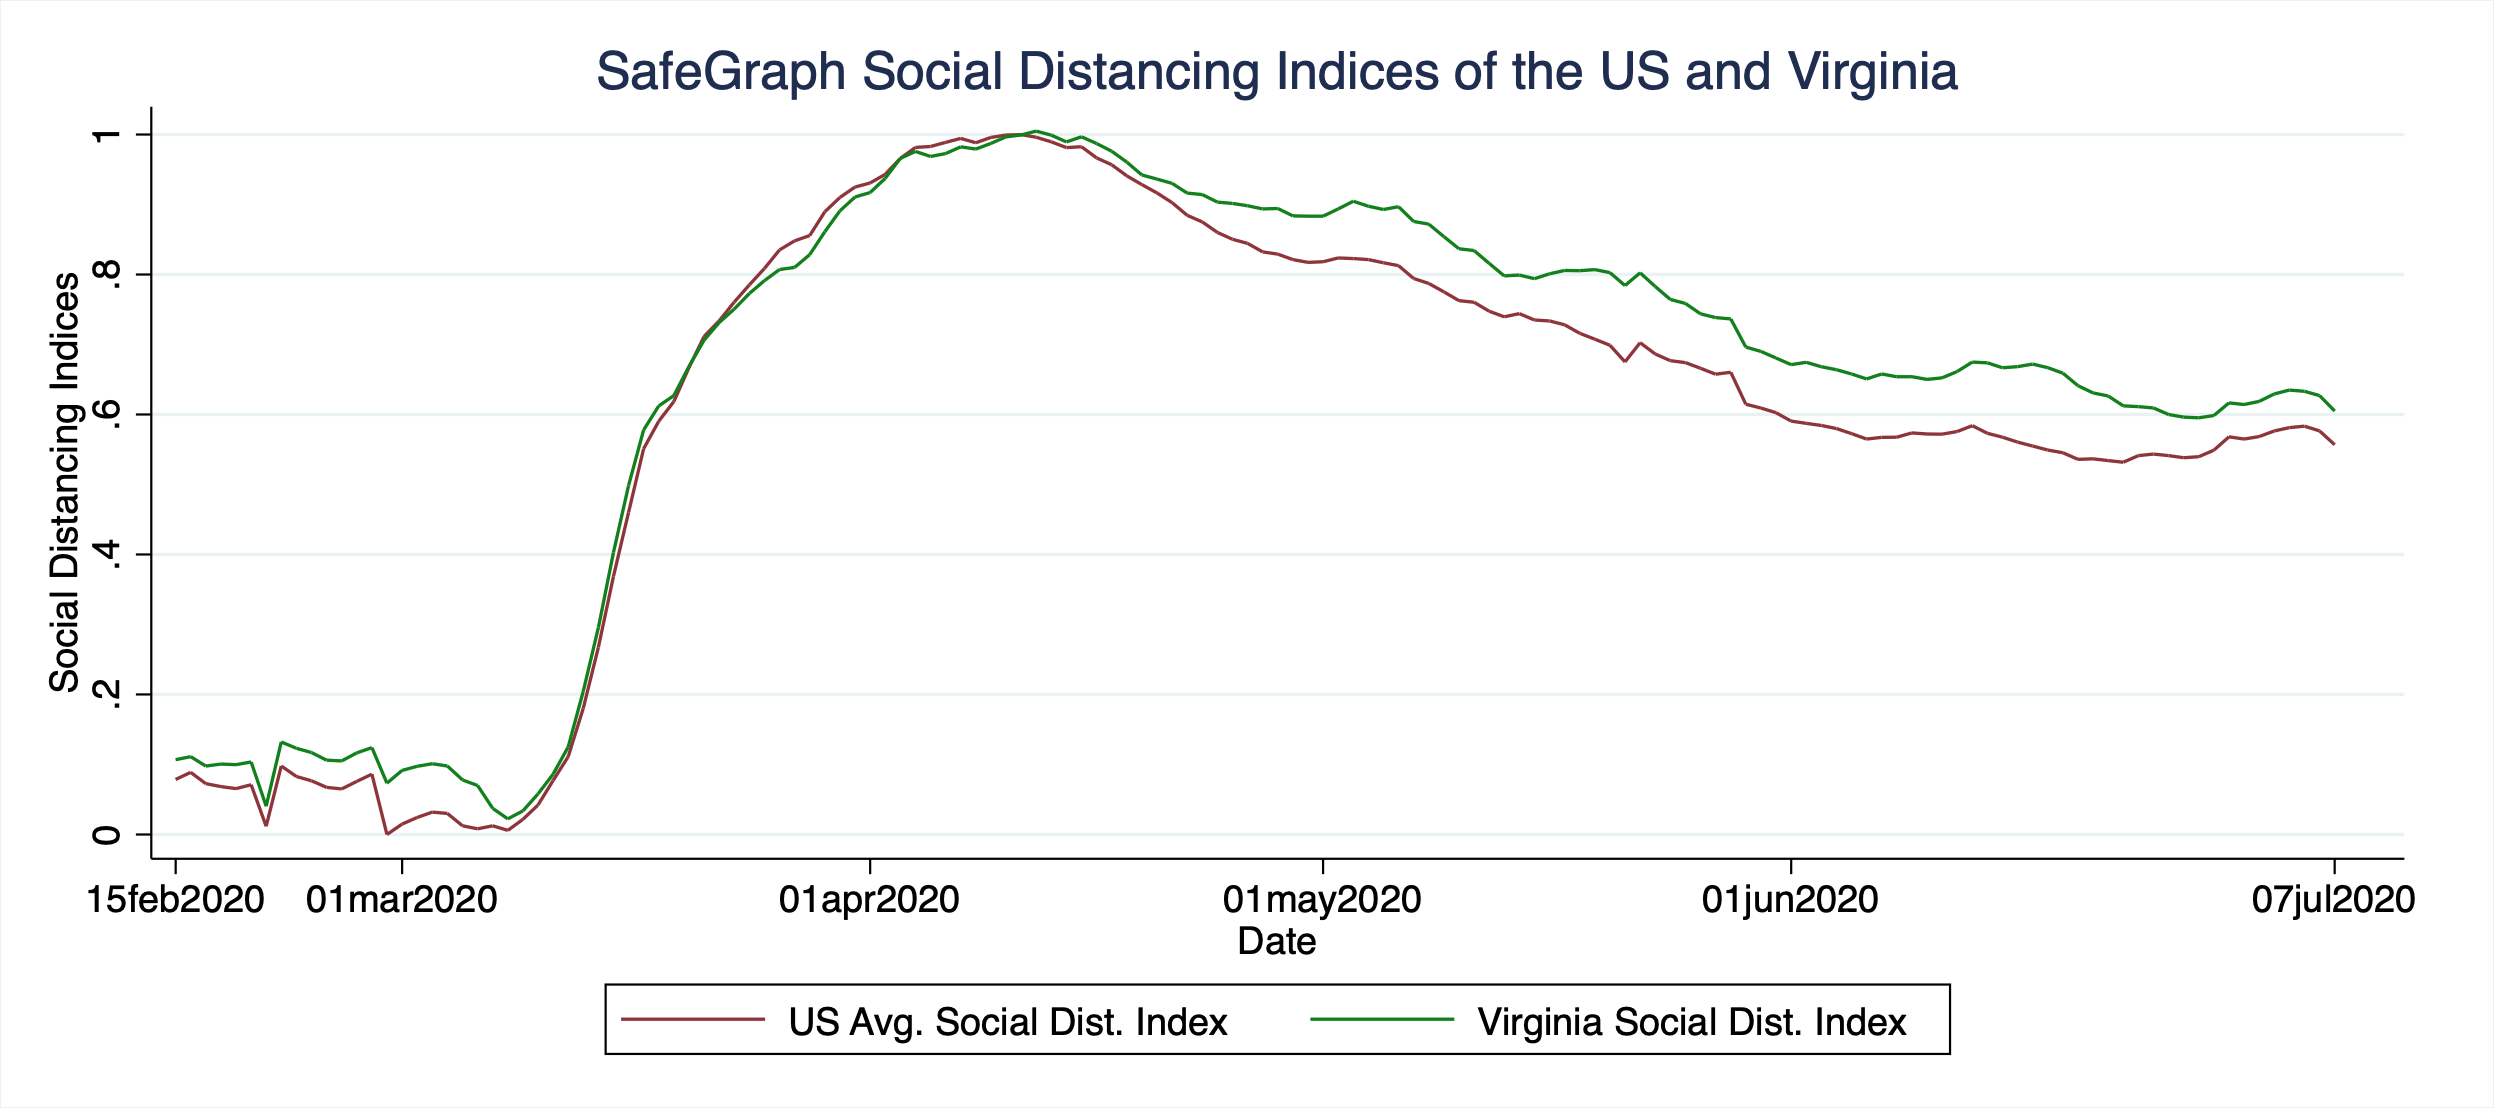 SafeGraph Social Distancing Indices of the US and Virginia
Social Distancing Indices
1
.8
.6
.4
.2
0
15feb2020 01mar2020 01apr2020 01may2020 01jun2020 07jul2020
Date
US Avg. Social Dist. Index Virginia Social Dist. Index